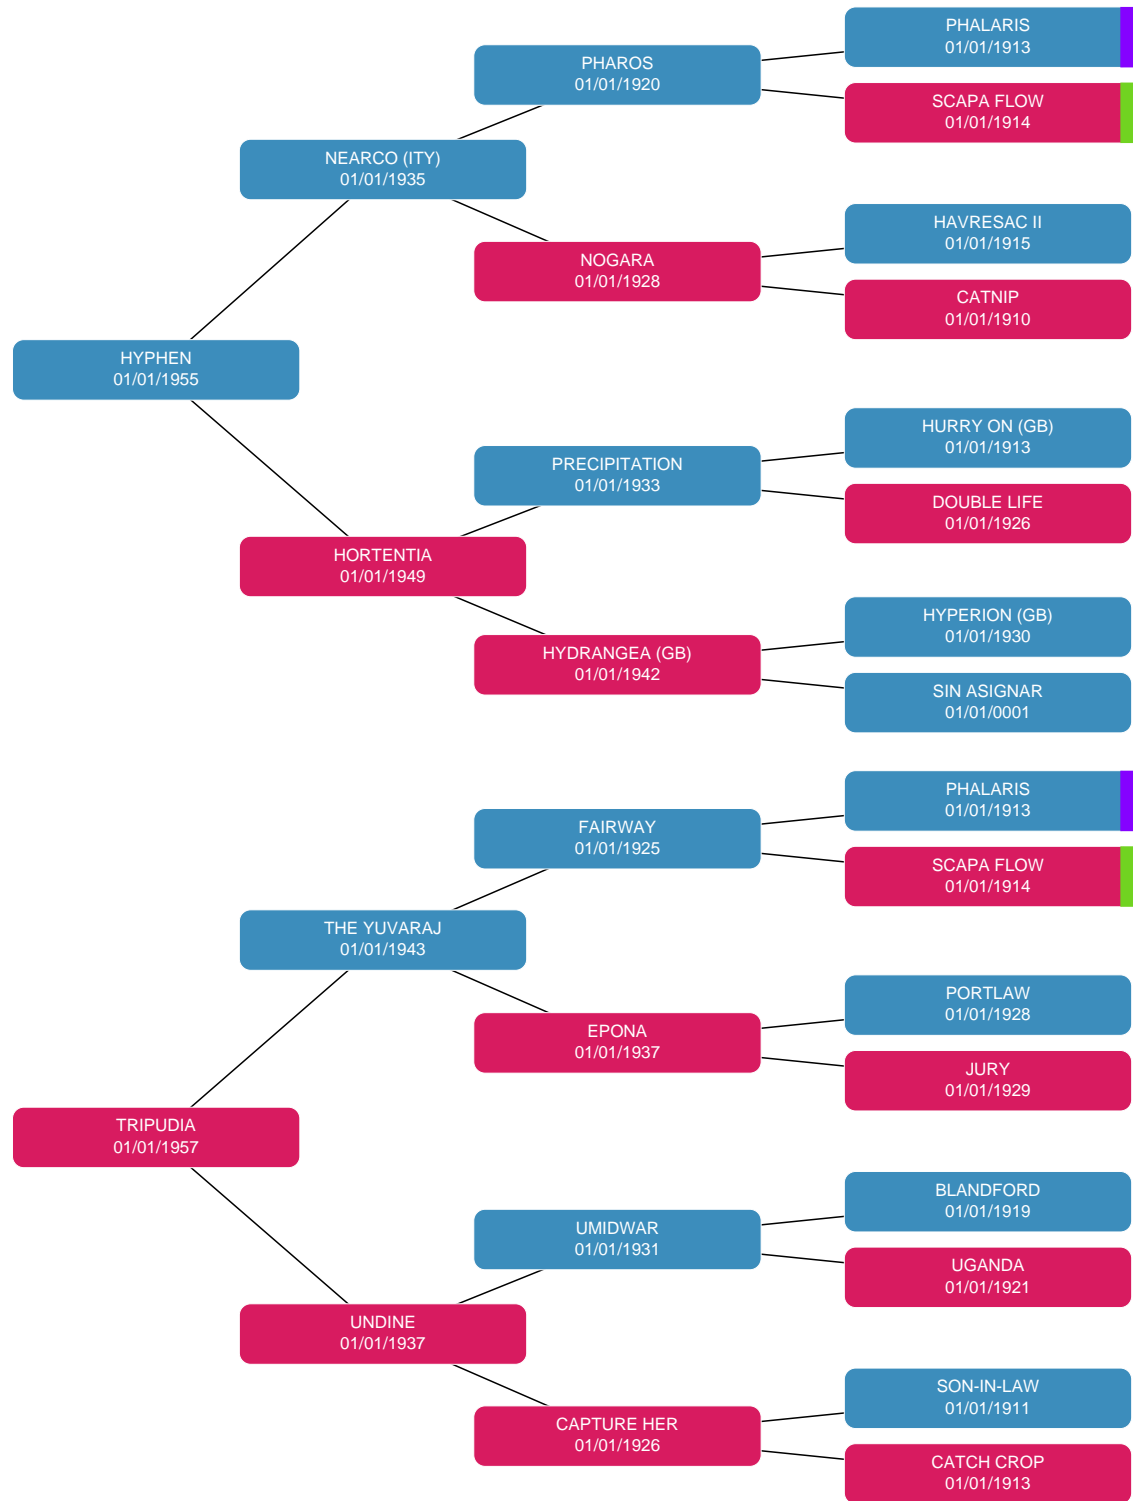 PHALARIS
01/01/1913
PHAROS
01/01/1920
SCAPA FLOW
01/01/1914
NEARCO (ITY)
01/01/1935
HAVRESAC II
01/01/1915
NOGARA
01/01/1928
CATNIP
01/01/1910
HYPHEN
01/01/1955
HURRY ON (GB)
01/01/1913
PRECIPITATION
01/01/1933
DOUBLE LIFE
01/01/1926
HORTENTIA
01/01/1949
HYPERION (GB)
01/01/1930
HYDRANGEA (GB)
01/01/1942
SIN ASIGNAR
01/01/0001
PHALARIS
01/01/1913
FAIRWAY
01/01/1925
SCAPA FLOW
01/01/1914
THE YUVARAJ
01/01/1943
PORTLAW
01/01/1928
EPONA
01/01/1937
JURY
01/01/1929
TRIPUDIA
01/01/1957
BLANDFORD
01/01/1919
UMIDWAR
01/01/1931
UGANDA
01/01/1921
UNDINE
01/01/1937
SON-IN-LAW
01/01/1911
CAPTURE HER
01/01/1926
CATCH CROP
01/01/1913